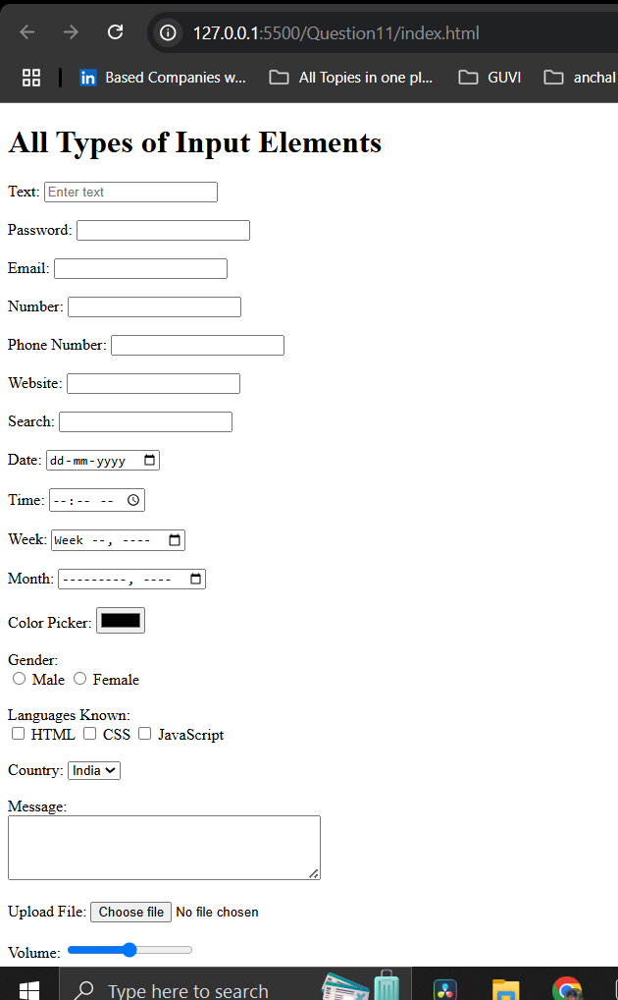 127.0.0.1:5500/Question11/index.html
in Based Companies w... All Topies in one pl... GUVI anchal
All Types of Input Elements
Text: Enter text
Password:
Email:
Number:
Phone Number:
Website:
Search:
Date: dd-mm-yyyy
Time: --:-- --
Week: Week --, ----
Month: ---------, ----
Color Picker:
Gender:
Male Female
Languages Known:
HTML CSS JavaScript
Country: India
Message:
Upload File: Choose file No file chosen
Volume:
Type here to search